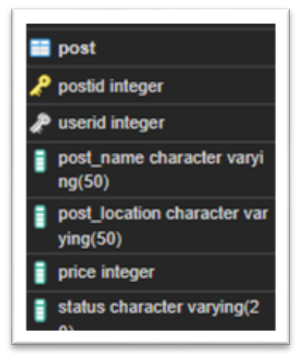 post
postid integer
userid integer
post_name character varyi
ng(50)
post_location character var
ying(50)
price integer
status character varying(2